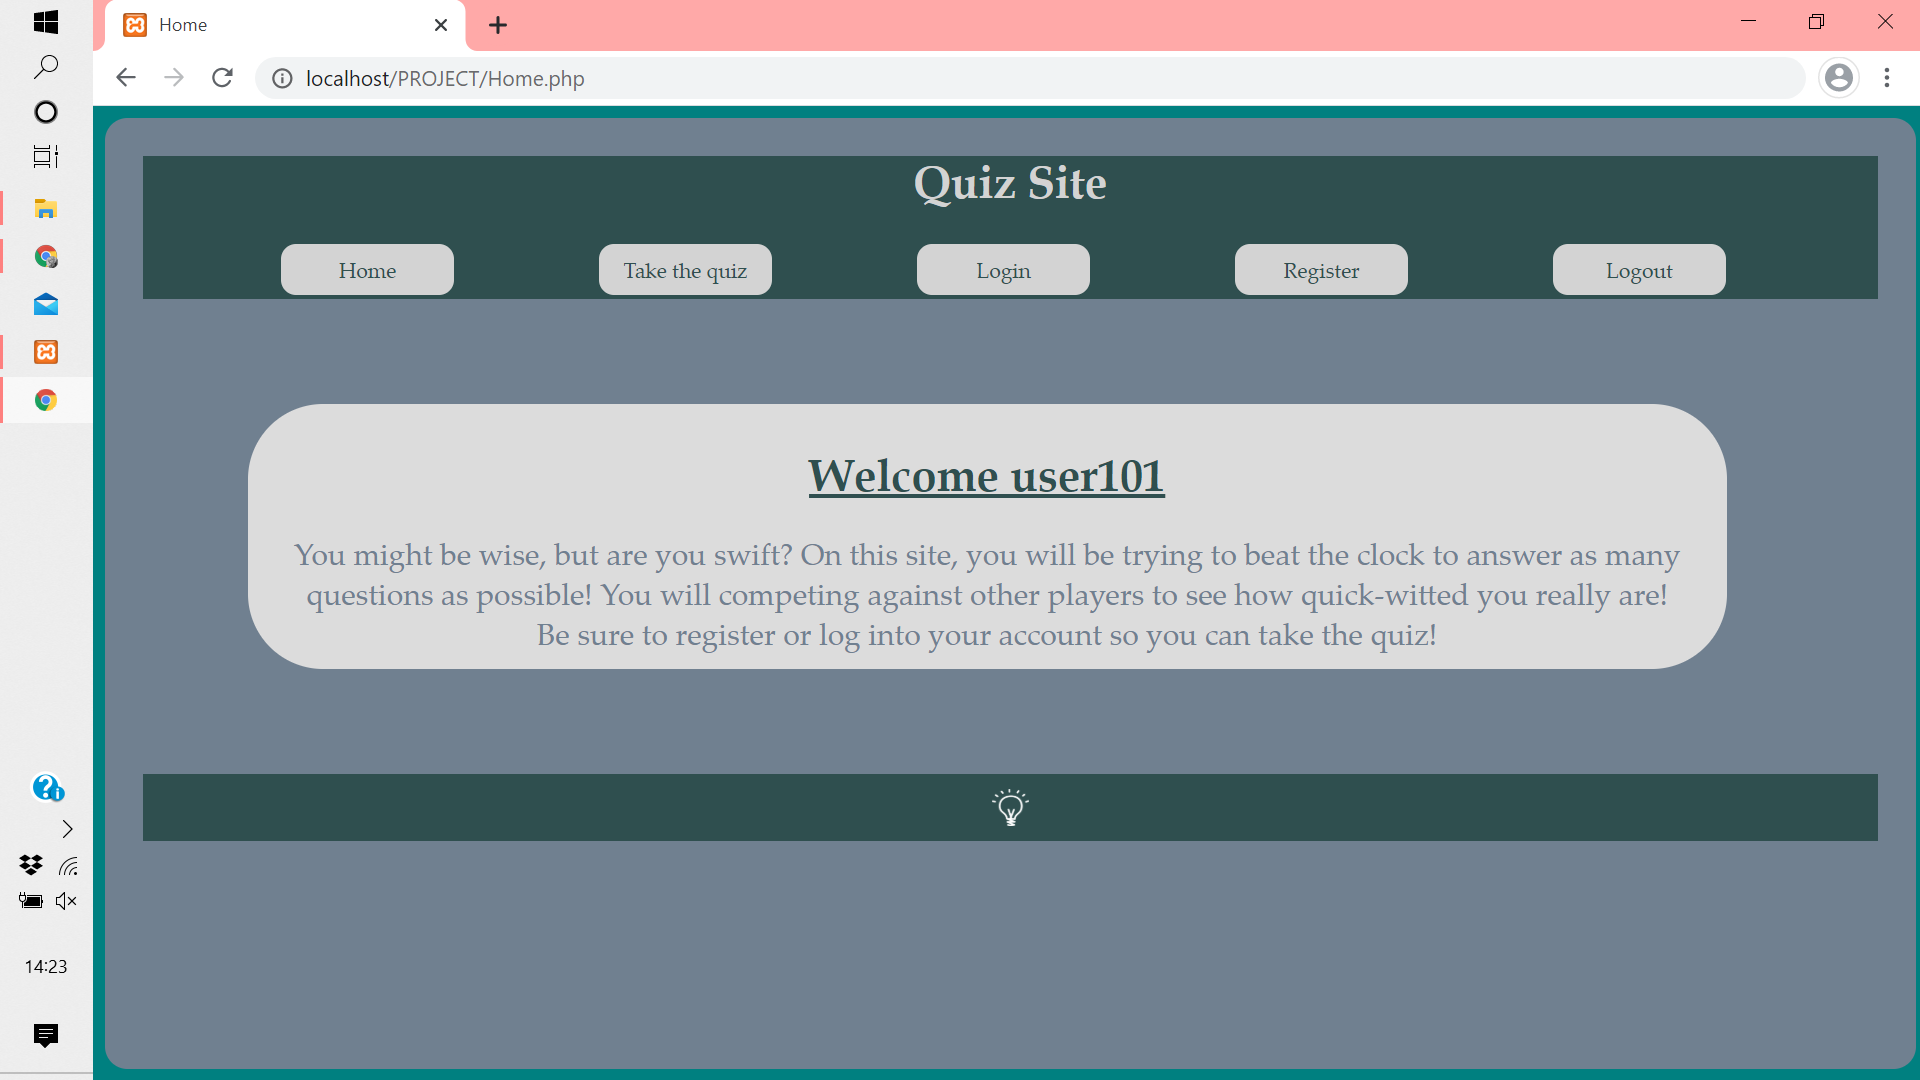 Home
localhost/PROJECT/Home.php
Quiz Site
Home Take the quiz Login Register Logout
Welcome user101
You might be wise, but are you swift? On this site, you will be trying to beat the clock to answer as many
questions as possible! You will competing against other players to see how quick-witted you really are!
Be sure to register or log into your account so you can take the quiz!
14:23